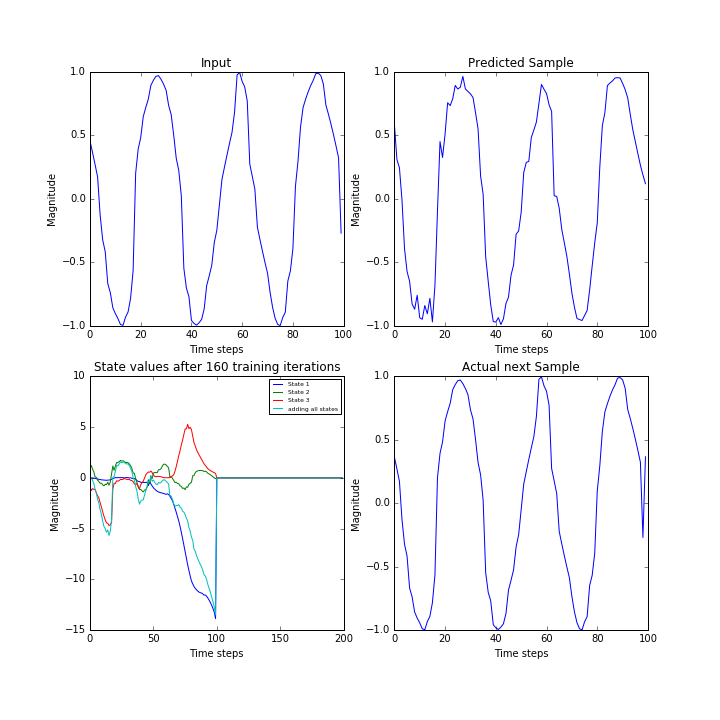 Input
Magnitude
1.0
0.5
0.0
−0.5
−1.0
0 20 40 60 80 100
Time steps
Predicted Sample
Magnitude
1.0
0.5
0.0
−0.5
−1.0
0 20 40 60 80 100
Time steps
State values after 160 training iterations
Magnitude
10
5
0
−5
−10
−15
State 1
State 2
State 3
adding all states
0 50 100 150 200
Time steps
Actual next Sample
Magnitude
1.0
0.5
0.0
−0.5
−1.0
0 20 40 60 80 100
Time steps